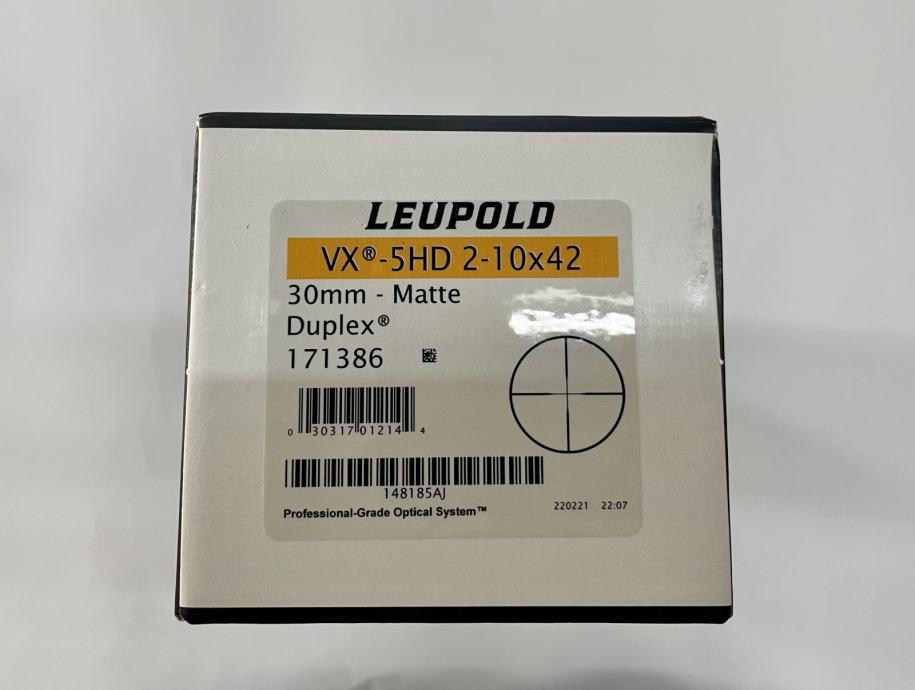 LEUPOLD
VX®-5HD 2-10x42
30mm - Matte
Duplex®
171386
0 30317 01214 4
148185AJ
Professional-Grade Optical System™
220221 22:07